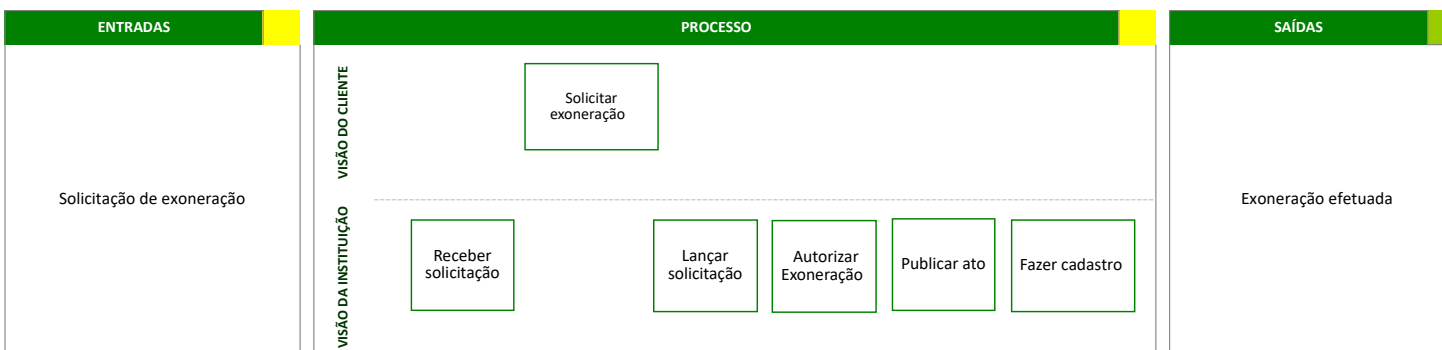 ENTRADAS
PROCESSO
SAÍDAS
Solicitação de exoneração
VISÃO DO CLIENTE
Solicitar
exoneração
VISÃO DA INSTITUIÇÃO
Receber
solicitação
Lançar
solicitação
Autorizar
Exoneração
Publicar ato
Fazer cadastro
Exoneração efetuada